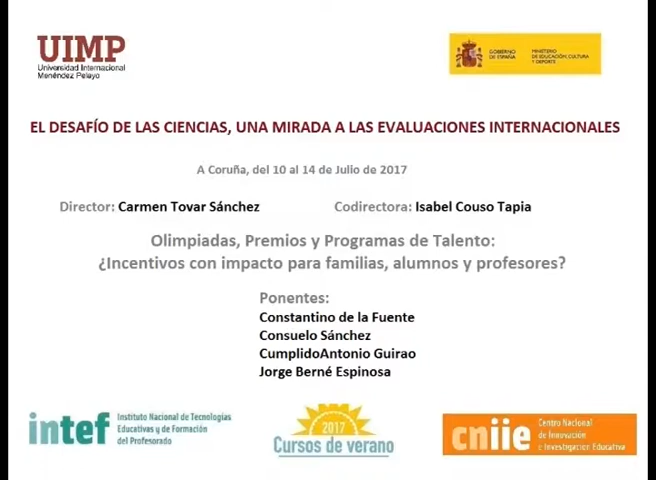 UIMP
Universidad Internacional
Menéndez Pelayo
GOBIERNO
DE ESPAÑA
MINISTERIO
DE EDUCACIÓN, CULTURA
Y DEPORTE
EL DESAFÍO DE LAS CIENCIAS, UNA MIRADA A LAS EVALUACIONES INTERNACIONALES
A Coruña, del 10 al 14 de Julio de 2017
Director: Carmen Tovar Sánchez
Codirectora: Isabel Couso Tapia
Olimpiadas, Premios y Programas de Talento:
¿Incentivos con impacto para familias, alumnos y profesores?
Ponentes:
Constantino de la Fuente
Consuelo Sánchez
CumplidoAntonio Guirao
Jorge Berné Espinosa
intef
Instituto Nacional de Tecnologías
Educativas y de Formación
del Profesorado
2017
Cursos de verano
cniie
Centro Nacional
de Innovación
e Investigación Educativa